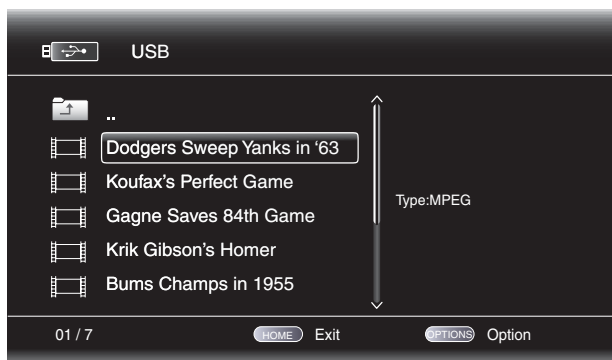 USB
..
Dodgers Sweep Yanks in ‘63
Koufax’s Perfect Game
Gagne Saves 84th Game
Krik Gibson’s Homer
Bums Champs in 1955
Type:MPEG
01 / 7 HOME Exit OPTIONS Option